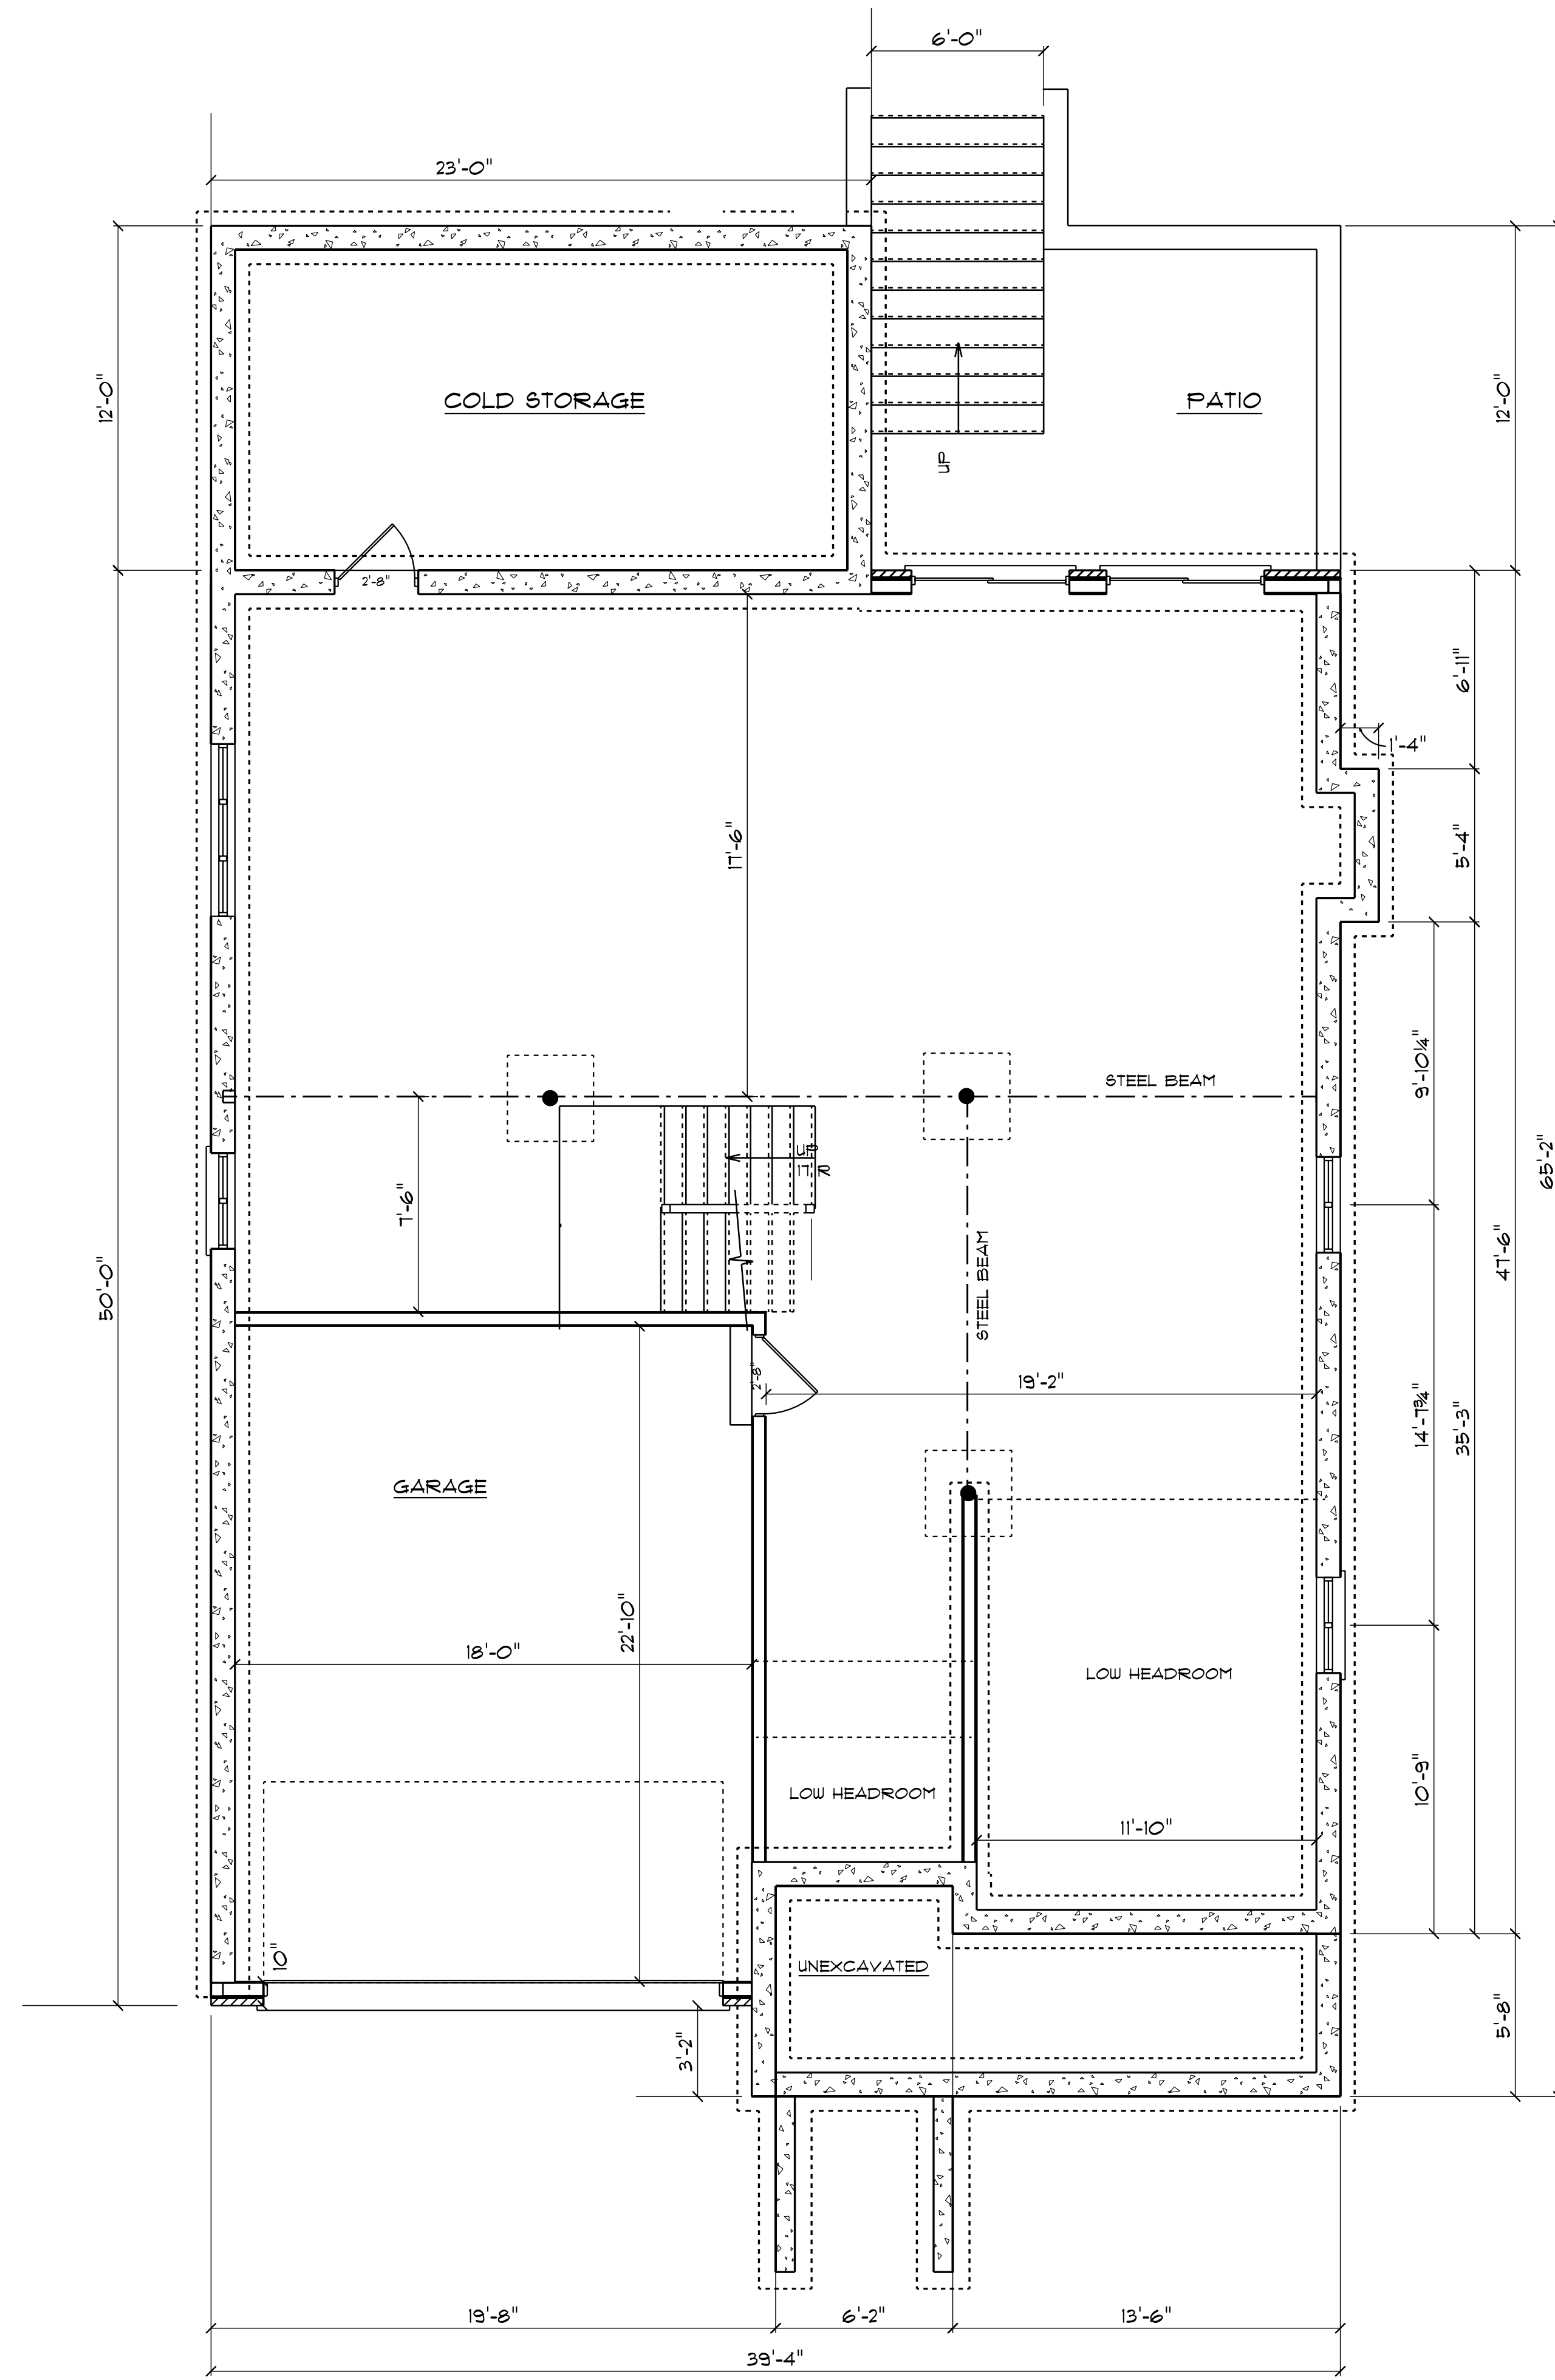 6'-0"
23'-0"
12'-0"
COLD STORAGE
PATIO
12'-0"
UP
2'-8"
6'-11"
1'-4"
17'-6"
5'-4"
STEEL BEAM
9'-10¼"
65'-2"
UP
7'-6"
47'-6"
STEEL BEAM
50'-0"
2'-8"
19'-2"
14'-7¾"
35'-3"
GARAGE
22'-10"
18'-0"
LOW HEADROOM
LOW HEADROOM
10'-9"
11'-10"
10"
UNEXCAVATED
3'-2"
5'-8"
19'-8"
6'-2"
13'-6"
39'-4"